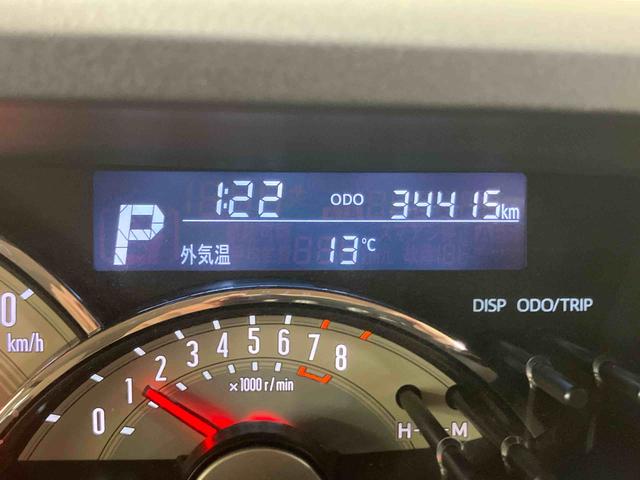 1:22 ODO 34415km
P
外気温 13℃
DISP ODO/TRIP
0
km/h
0 1 2 3 4 5 6 7 8
×1000 r/min
H M